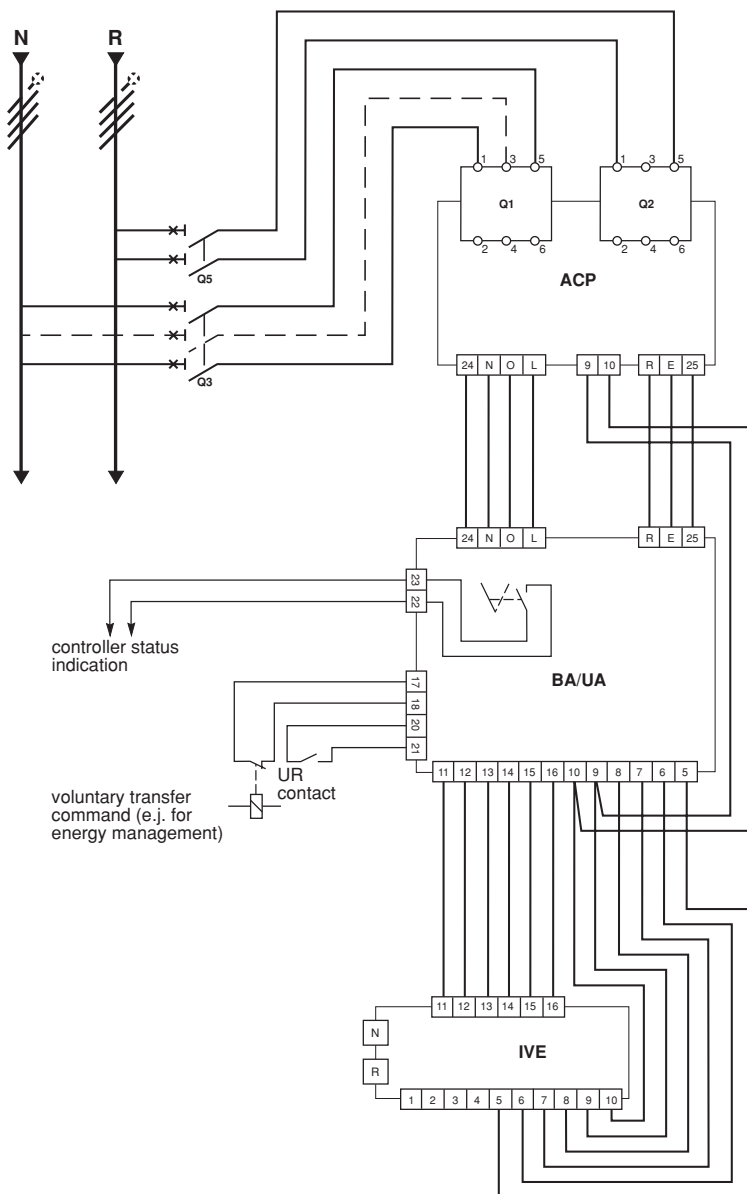 N R
1 3 5 1 3 5
Q1 Q2
2 4 6 2 4 6
Q5
ACP
Q3
24 N O L 9 10 R E 25
24 N O L R E 25
23
22
controller status
indication
BA/UA
17
18
20
21
11 12 13 14 15 16 10 9 8 7 6 5
UR
contact
voluntary transfer
command (e.j. for
energy management)
11 12 13 14 15 16
N
IVE
R
1 2 3 4 5 6 7 8 9 10